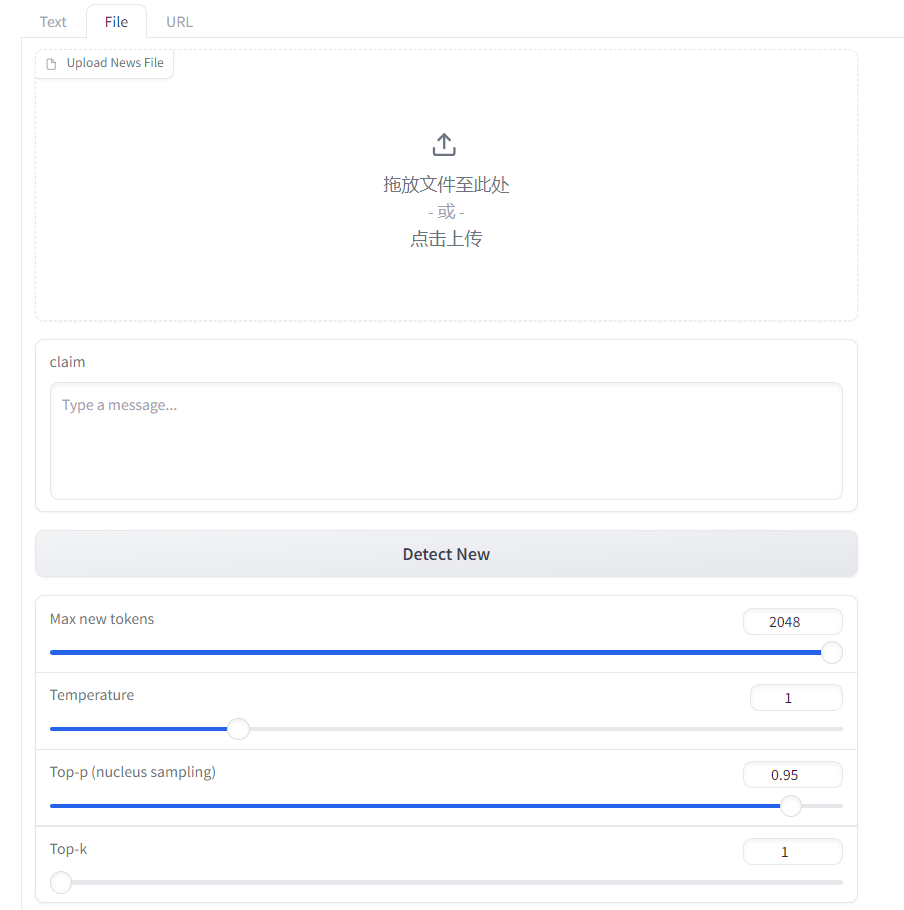 Text File URL
Upload News File
拖放文件至此处
- 或 -
点击上传
claim
Type a message...
Detect New
Max new tokens 2048
Temperature 1
Top-p (nucleus sampling) 0.95
Top-k 1